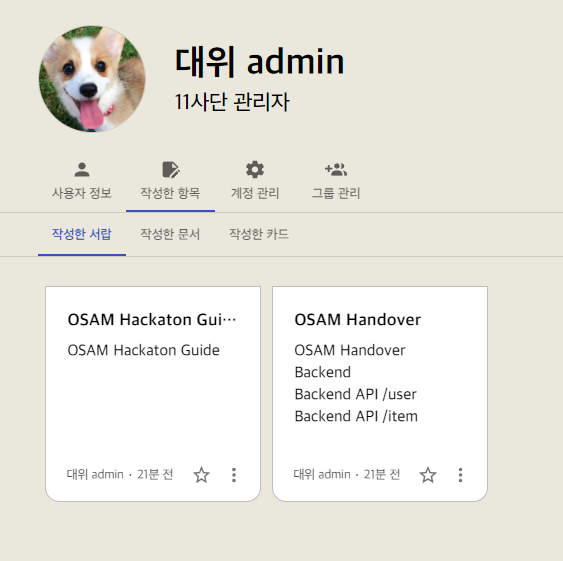 대위 admin
11사단 관리자
사용자 정보 작성한 항목 계정 관리 그룹 관리
작성한 서랍 작성한 문서 작성한 카드
OSAM Hackaton Gui…
OSAM Hackaton Guide
대위 admin · 21분 전
OSAM Handover
OSAM Handover
Backend
Backend API /user
Backend API /item
대위 admin · 21분 전